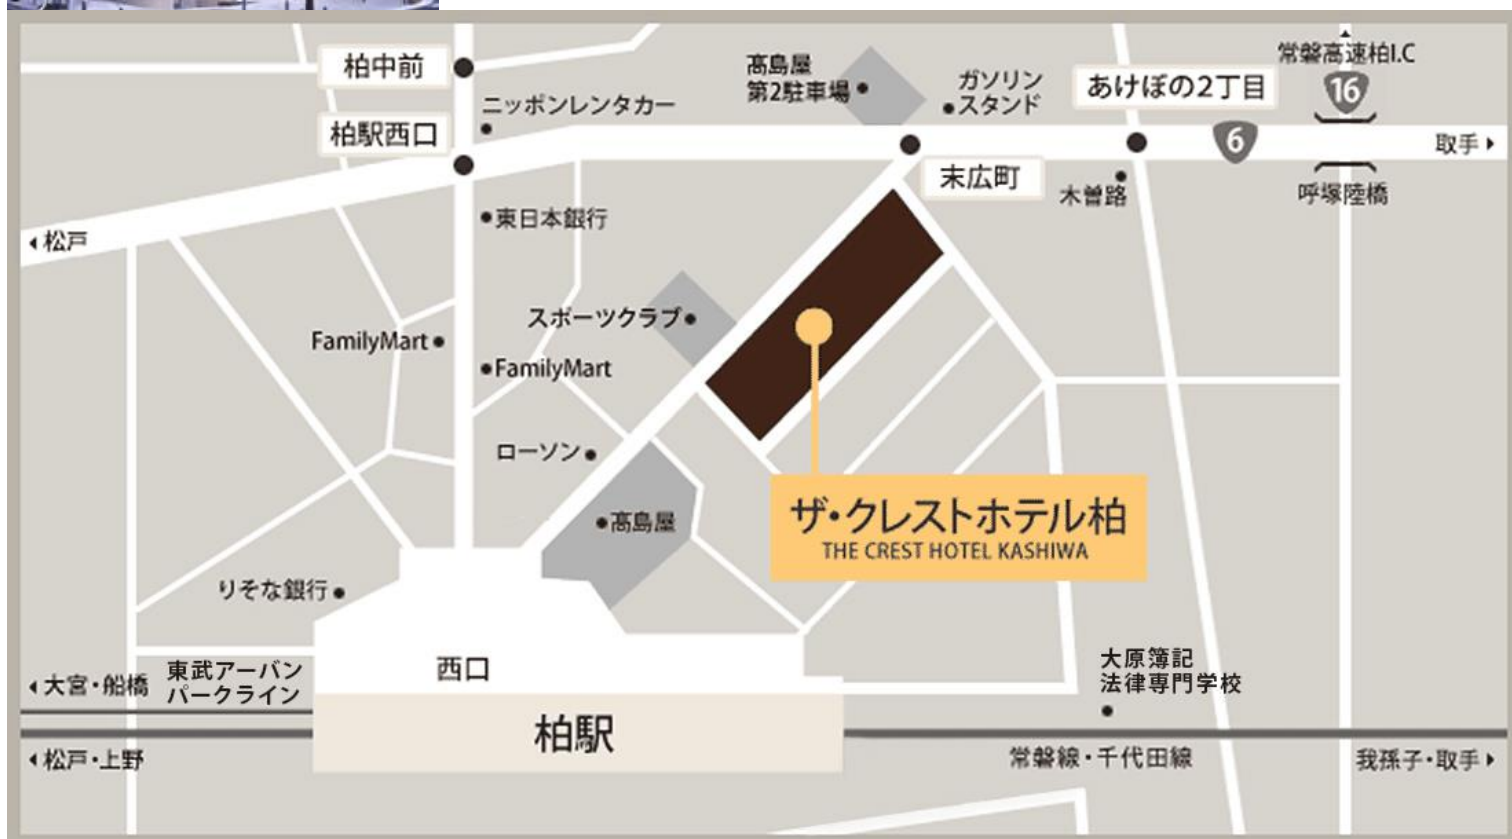 柏中前
髙島屋
第2駐車場
ガソリン
スタンド
あけぼの2丁目
常磐高速柏I.C
16
ニッポンレンタカー
柏駅西口
6
取手
末広町
木曽路
呼塚陸橋
東日本銀行
松戸
スポーツクラブ
FamilyMart
FamilyMart
ローソン
ザ・クレストホテル柏
THE CREST HOTEL KASHIWA
髙島屋
りそな銀行
西口
大原簿記
法律専門学校
大宮・船橋
東武アーバン
パークライン
柏駅
松戸・上野
常磐線・千代田線
我孫子・取手